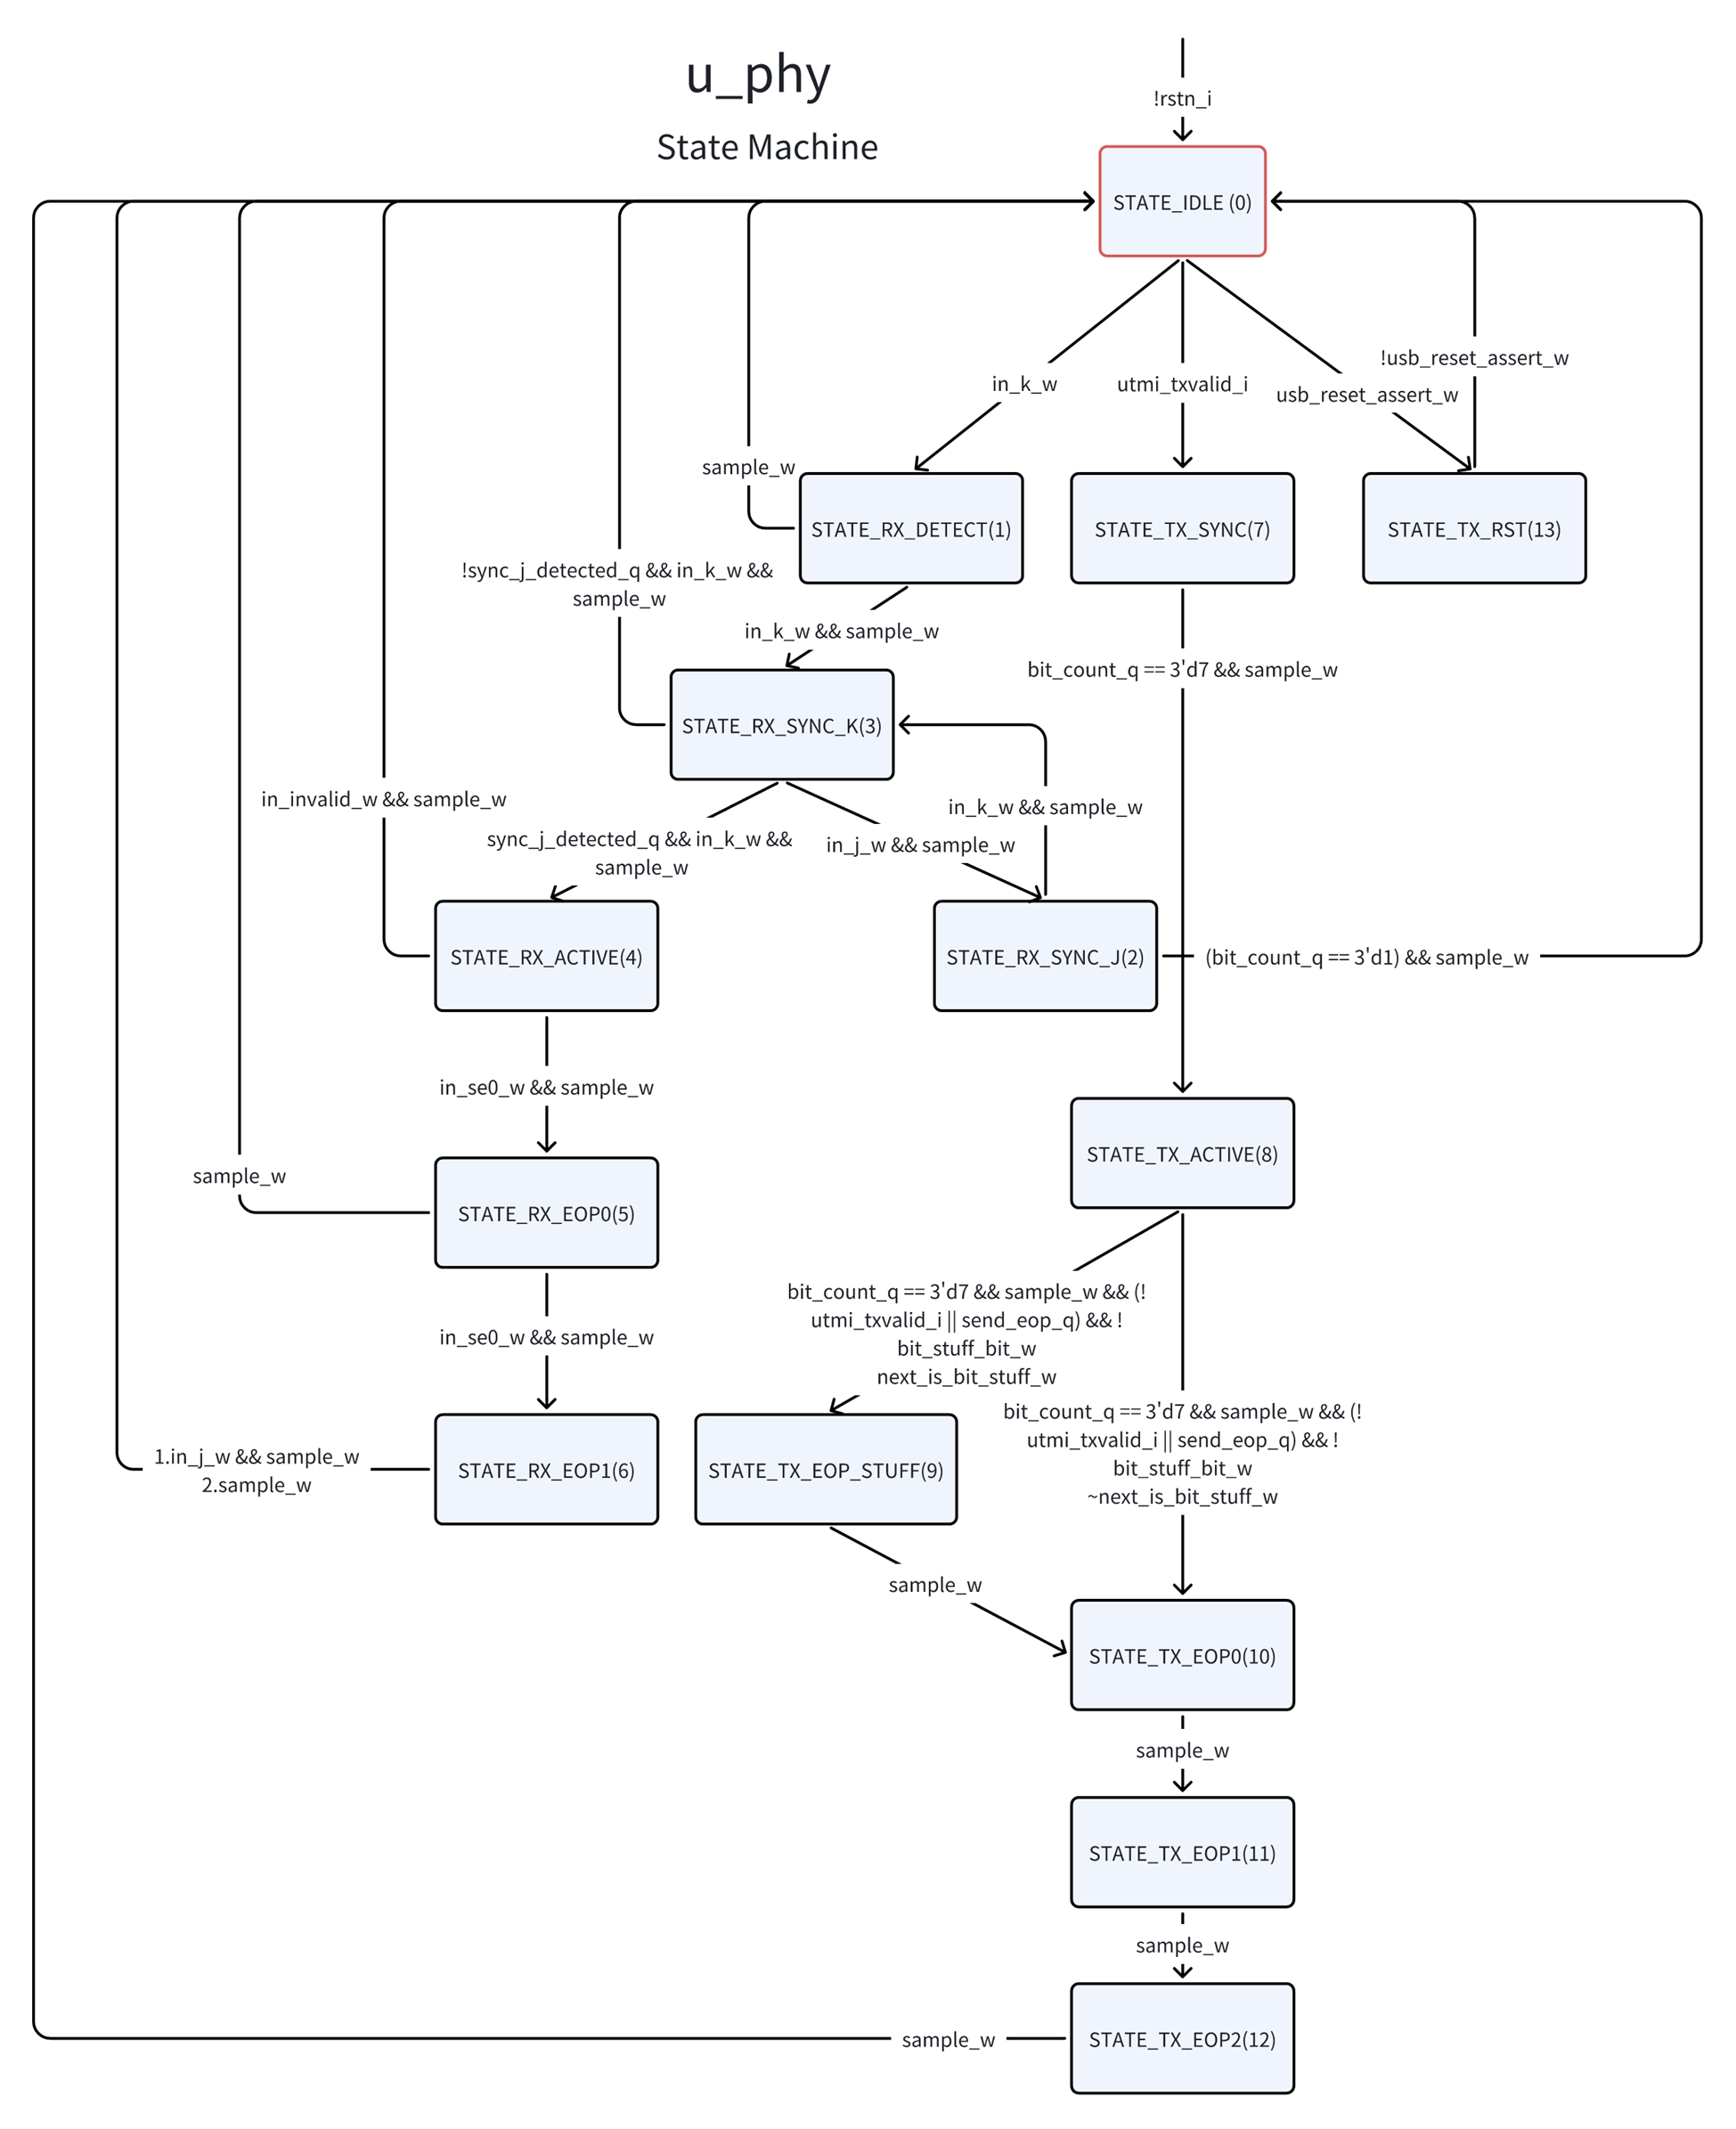 u_phy
State Machine
!rstn_i
STATE_IDLE (0)
!usb_reset_assert_w
in_k_w
utmi_txvalid_i
usb_reset_assert_w
sample_w
STATE_RX_DETECT(1)
STATE_TX_SYNC(7)
STATE_TX_RST(13)
!sync_j_detected_q && in_k_w &&
sample_w
in_k_w && sample_w
bit_count_q == 3'd7 && sample_w
STATE_RX_SYNC_K(3)
in_invalid_w && sample_w
in_k_w && sample_w
sync_j_detected_q && in_k_w &&
sample_w
in_j_w && sample_w
STATE_RX_ACTIVE(4)
STATE_RX_SYNC_J(2)
(bit_count_q == 3'd1) && sample_w
in_se0_w && sample_w
STATE_TX_ACTIVE(8)
sample_w
STATE_RX_EOP0(5)
bit_count_q == 3'd7 && sample_w && (!
utmi_txvalid_i || send_eop_q) && !
bit_stuff_bit_w
next_is_bit_stuff_w
in_se0_w && sample_w
bit_count_q == 3'd7 && sample_w && (!
utmi_txvalid_i || send_eop_q) && !
bit_stuff_bit_w
~next_is_bit_stuff_w
1.in_j_w && sample_w
2.sample_w
STATE_RX_EOP1(6)
STATE_TX_EOP_STUFF(9)
sample_w
STATE_TX_EOP0(10)
sample_w
STATE_TX_EOP1(11)
sample_w
sample_w
STATE_TX_EOP2(12)